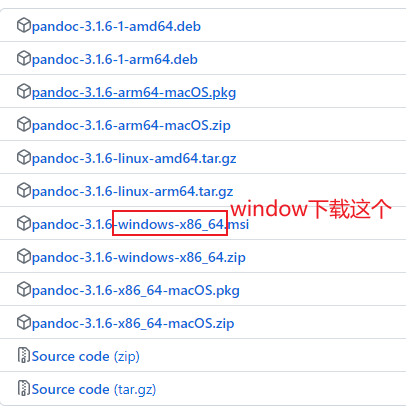 pandoc-3.1.6-1-amd64.deb
pandoc-3.1.6-1-arm64.deb
pandoc-3.1.6-arm64-macOS.pkg
pandoc-3.1.6-arm64-macOS.zip
pandoc-3.1.6-linux-amd64.tar.gz
pandoc-3.1.6-linux-arm64.tar.gz
window下载这个
pandoc-3.1.6-windows-x86_64.msi
pandoc-3.1.6-windows-x86_64.zip
pandoc-3.1.6-x86_64-macOS.pkg
pandoc-3.1.6-x86_64-macOS.zip
Source code (zip)
Source code (tar.gz)